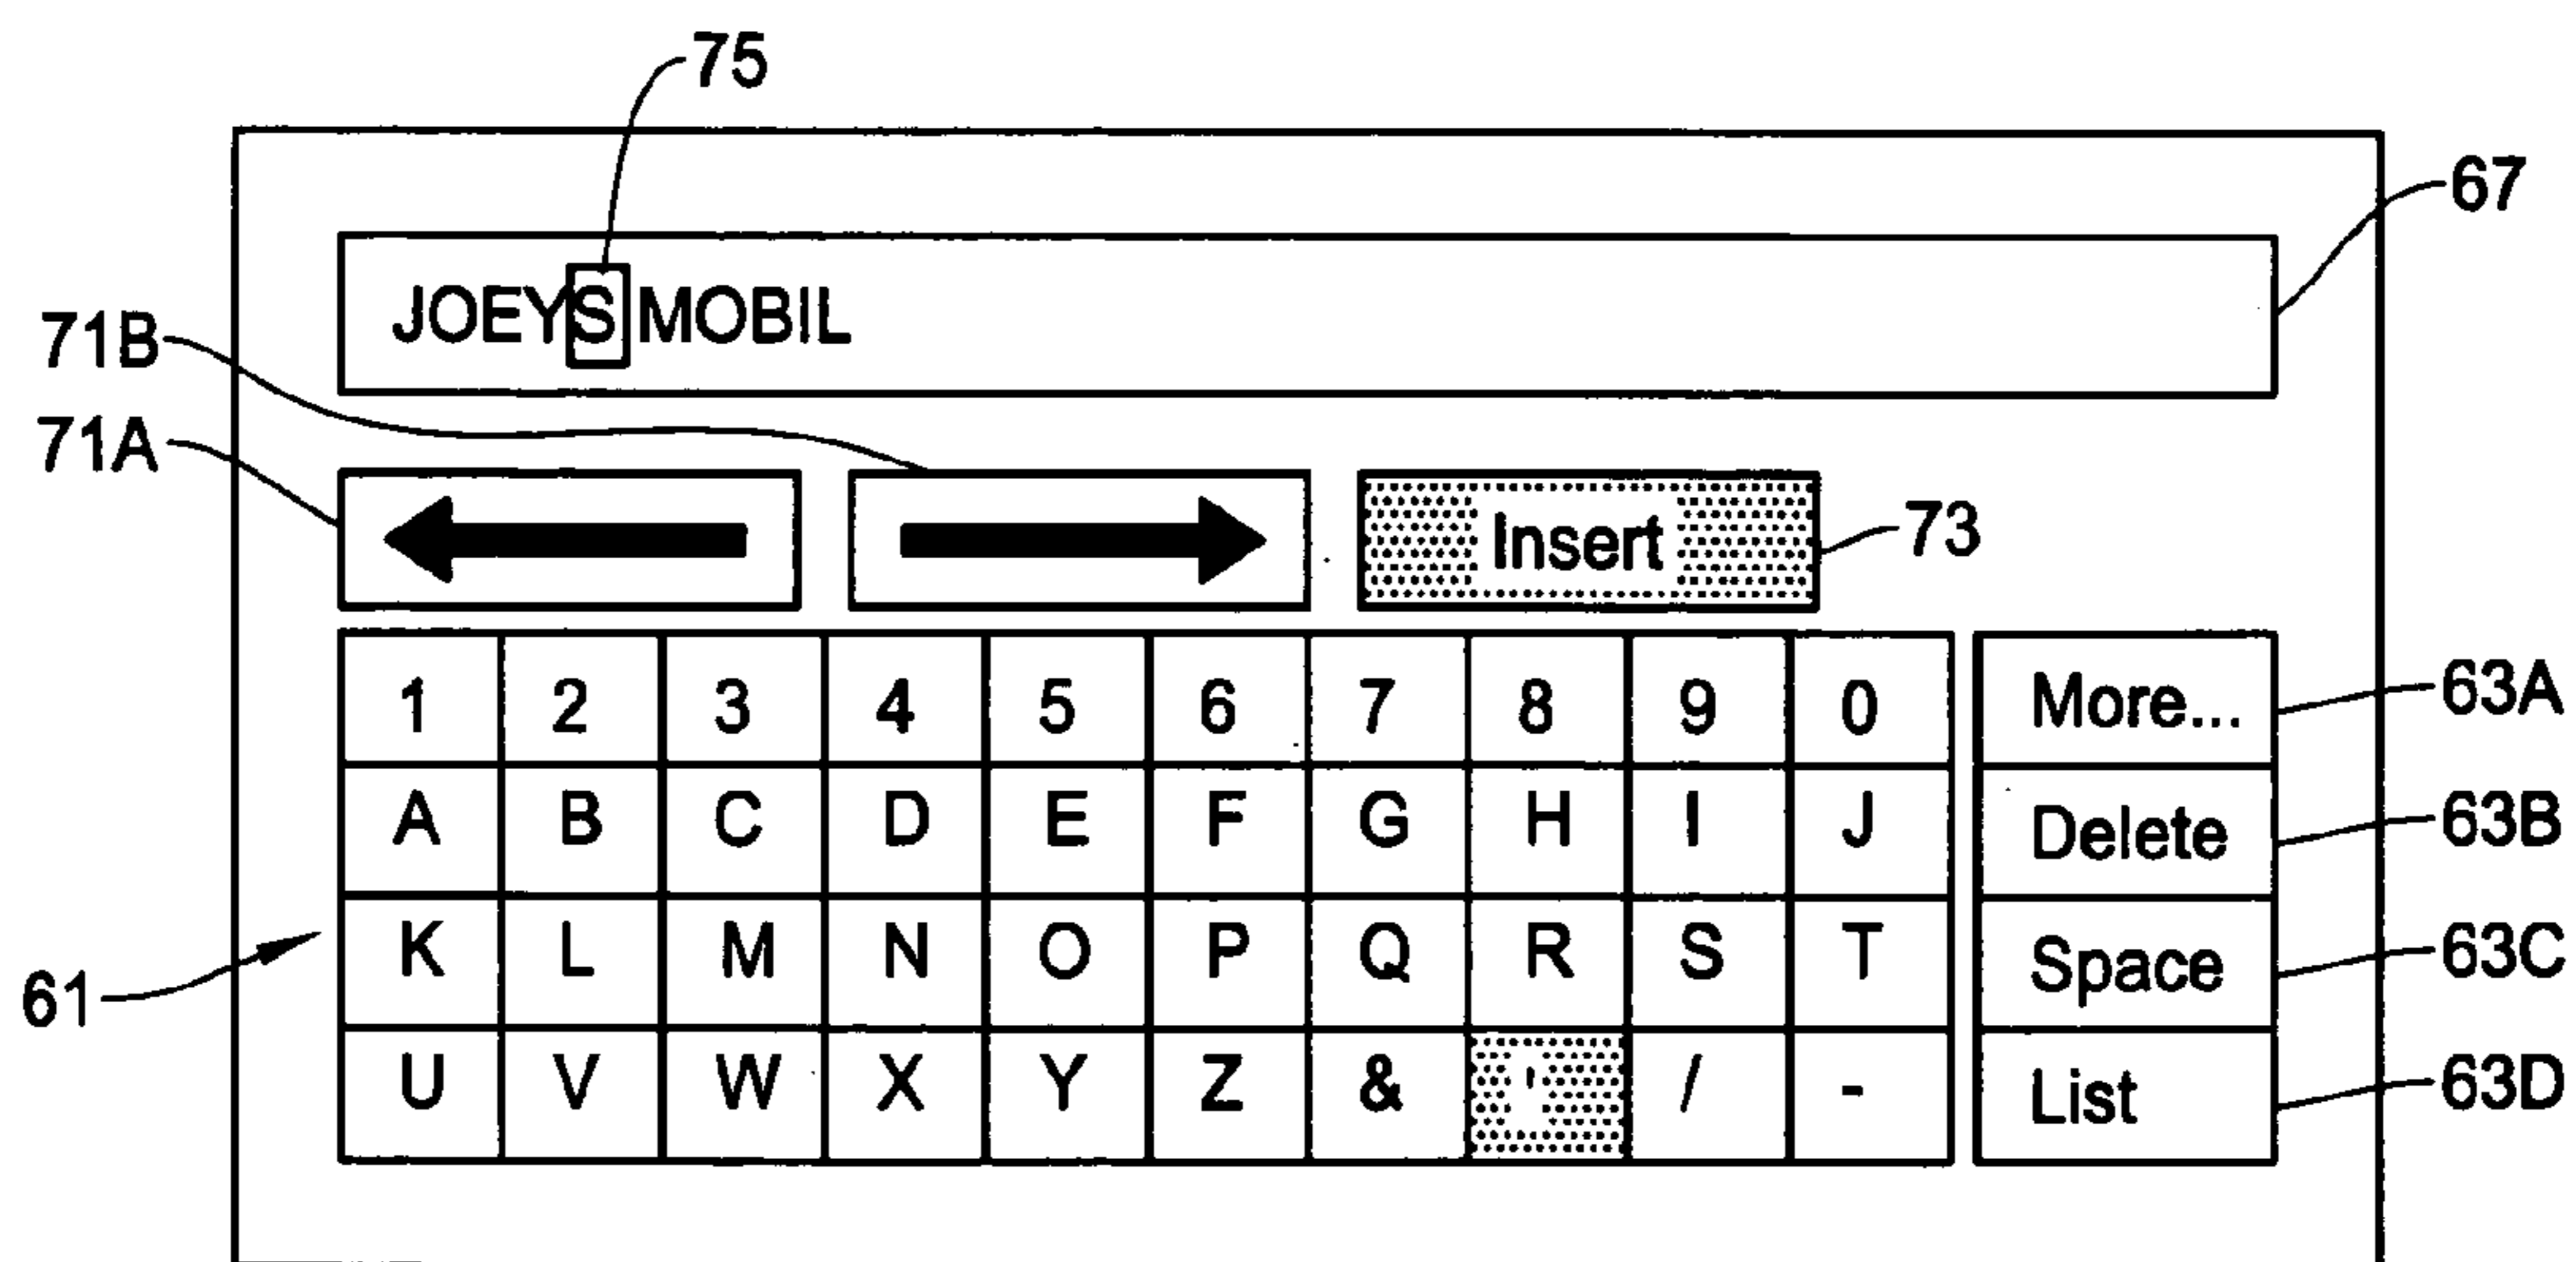 75
67
JOEYS MOBIL
71B
71A
Insert 73
1 2 3 4 5 6 7 8 9 0 More... 63A
A B C D E F G H I J Delete 63B
K L M N O P Q R S T Space 63C
61
U V W X Y Z & ' / - List 63D